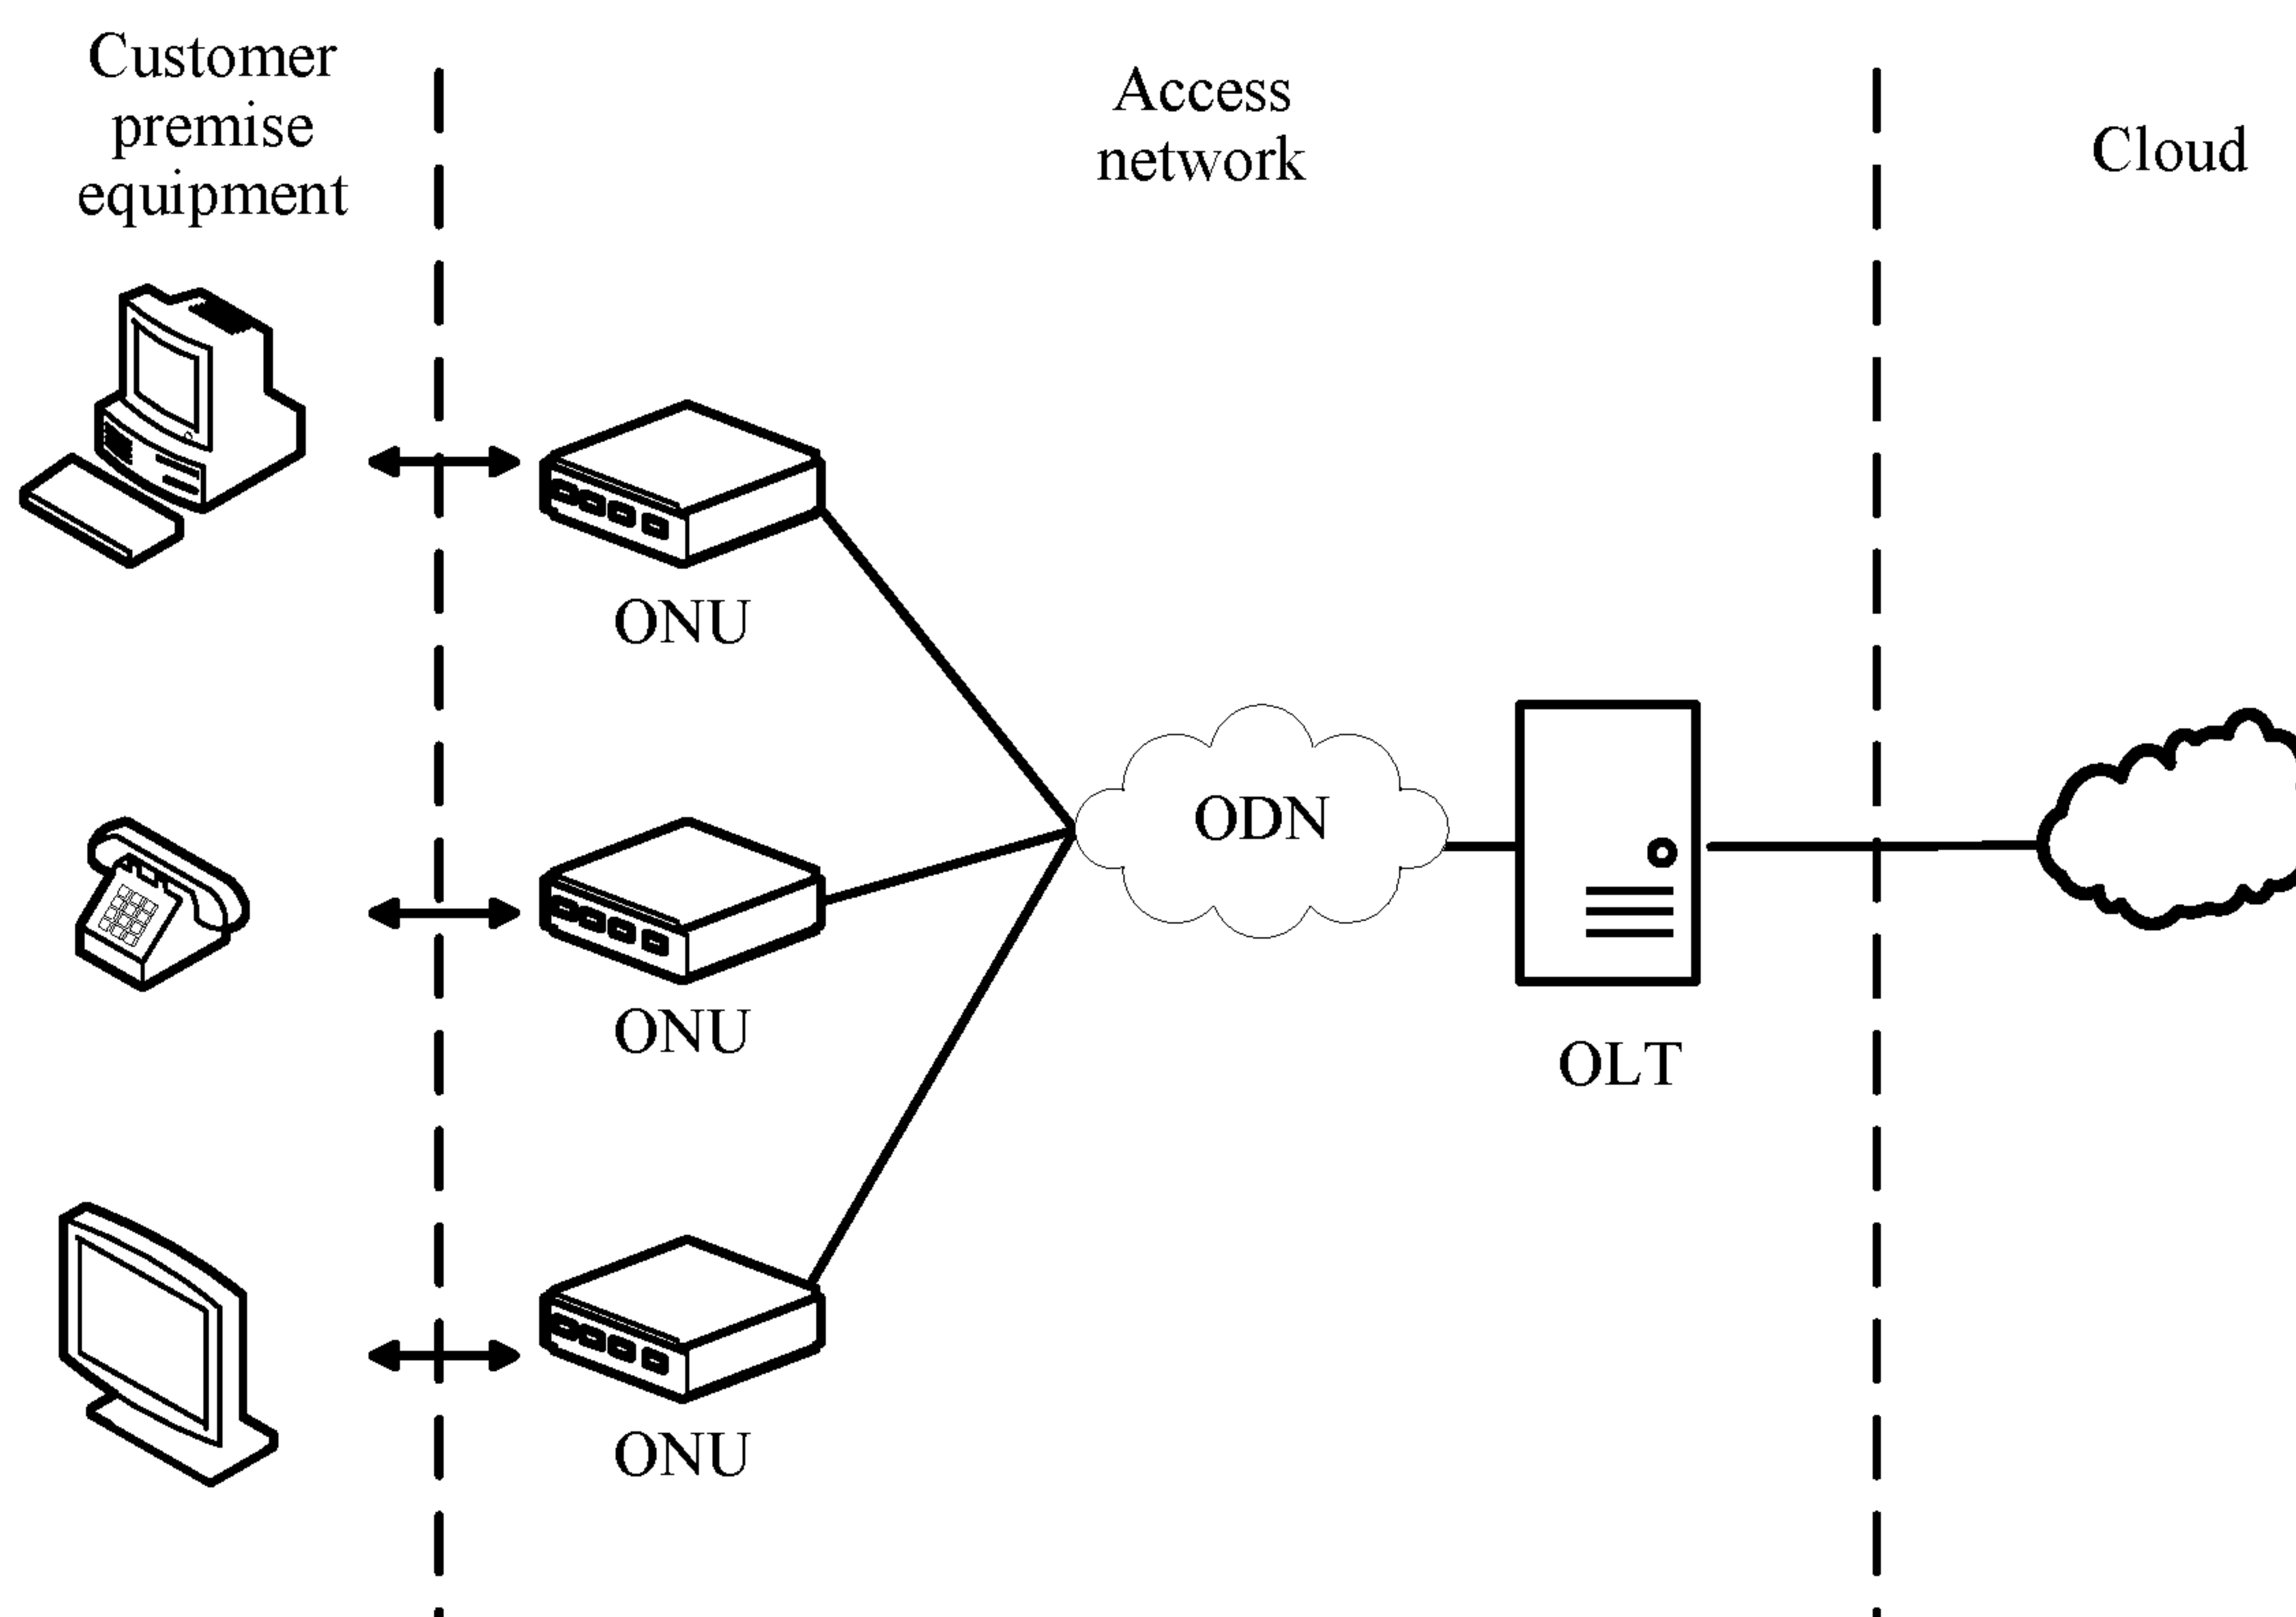 Customer
premise
equipment
Access
network
Cloud
ONU
ODN
ONU
OLT
ONU